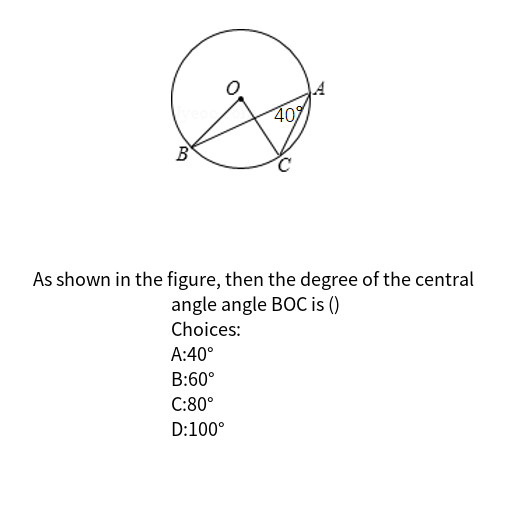 O
A
40°
B
C
As shown in the figure, then the degree of the central
angle angle BOC is ()
Choices:
A:40°
B:60°
C:80°
D:100°